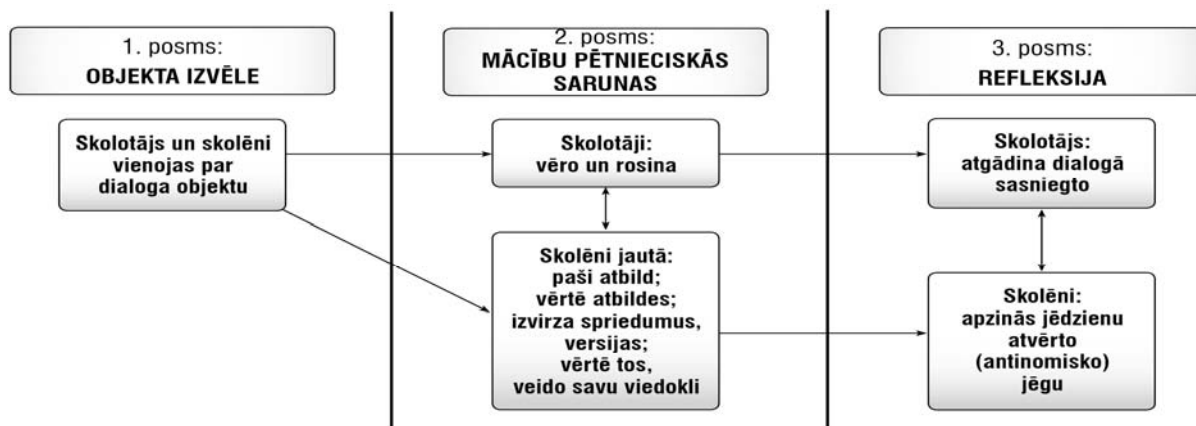 1. posms:
OBJEKTA IZVĒLE
Skolotājs un skolēni
vienojas par
dialoga objektu
2. posms:
MĀCĪBU PĒTNIECISKĀS
SARUNAS
Skolotāji:
vēro un rosina
Skolēni jautā:
paši atbild;
vērtē atbildes;
izvirza spriedumus,
versijas;
vērtē tos,
veido savu viedokli
3. posms:
REFLEKSIJA
Skolotājs:
atgādina dialogā
sasniegto
Skolēni:
apzinās jēdzienu
atvērto
(antinomisko)
jēgu